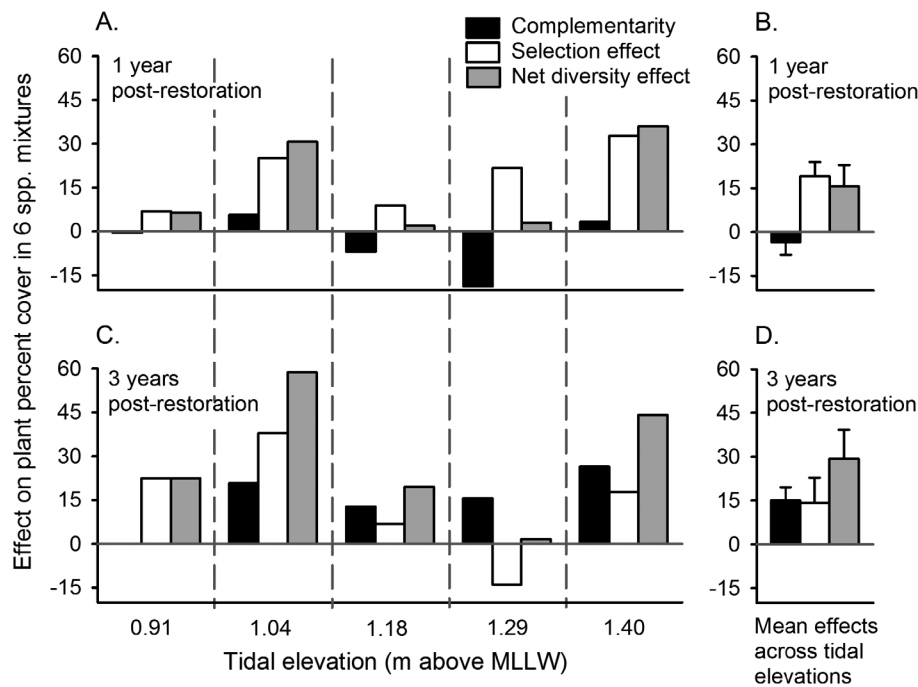 A.
Complementarity
Selection effect
Net diversity effect
B.
60
45
30
15
0
-15
1 year
post-restoration
60
45
30
15
0
-15
1 year
post-restoration
Effect on plant percent cover in 6 spp. mixtures
C.
60
45
30
15
0
-15
3 years
post-restoration
D.
60
45
30
15
0
-15
3 years
post-restoration
0.91 1.04 1.18 1.29 1.40
Tidal elevation (m above MLLW)
Mean effects
across tidal
elevations